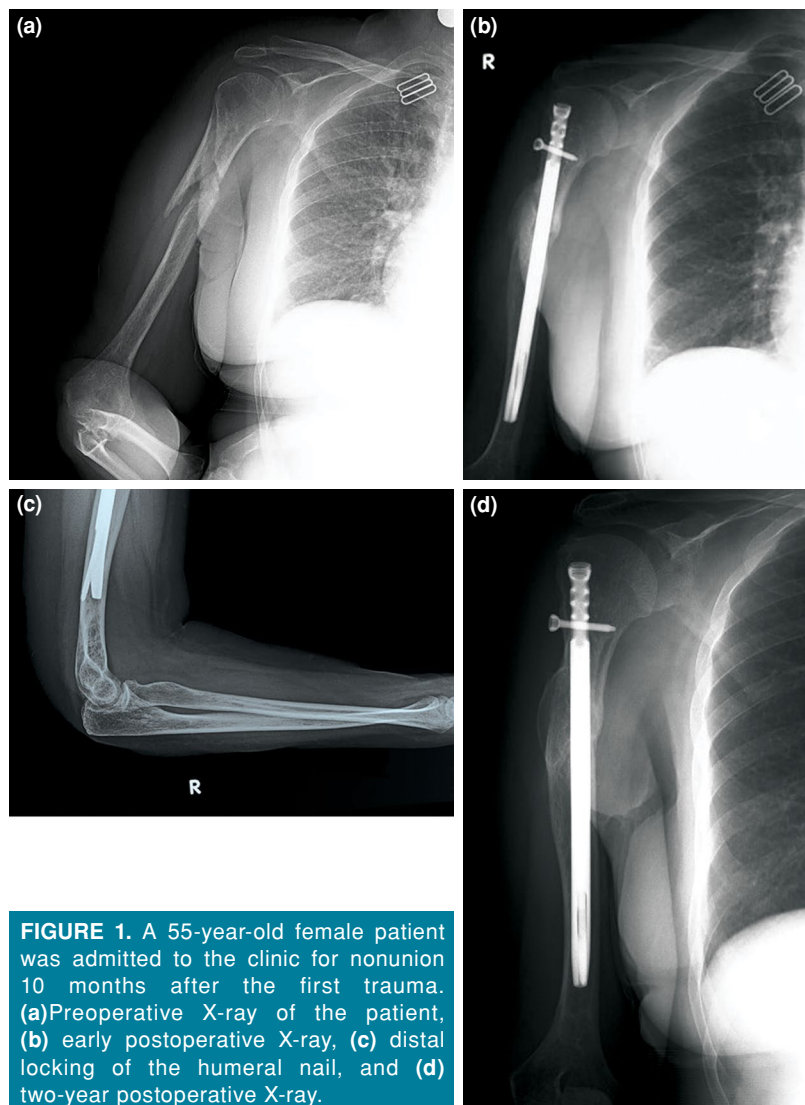 (a)
(b)
R
(c)
R
(d)
FIGURE 1. A 55-year-old female patient
was admitted to the clinic for nonunion
10 months after the first trauma.
(a)Preoperative X-ray of the patient,
(b) early postoperative X-ray, (c) distal
locking of the humeral nail, and (d)
two-year postoperative X-ray.